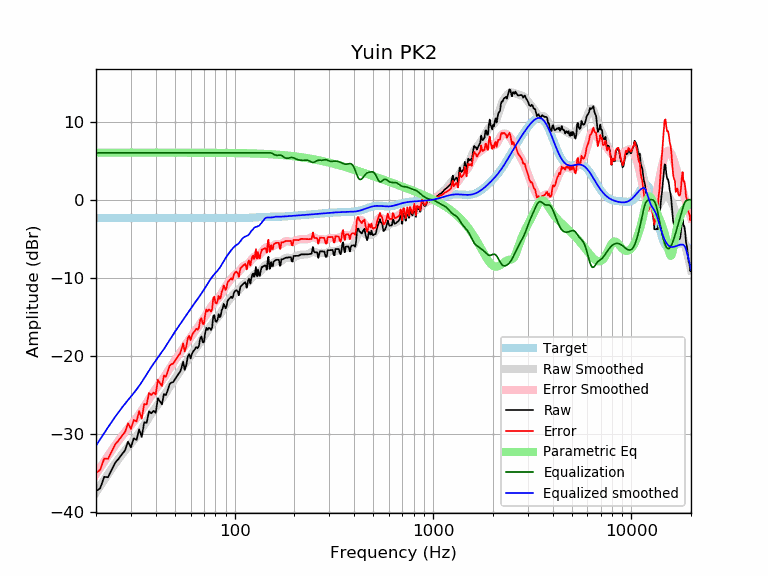 Yuin PK2
10
0
−10
−20
−30
−40
Amplitude (dBr)
100
1000
10000
Frequency (Hz)
Target
Raw Smoothed
Error Smoothed
Raw
Error
Parametric Eq
Equalization
Equalized smoothed